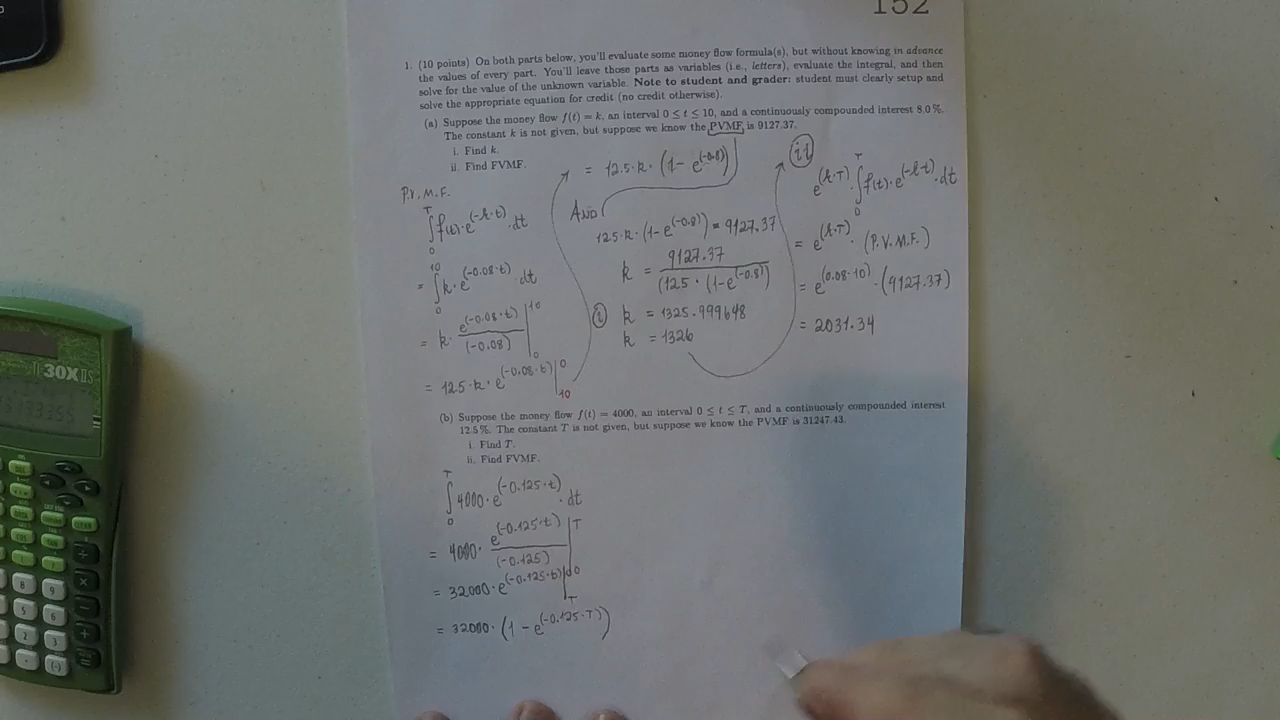 152
1. (10 points) On both parts below, you'll evaluate some money flow formula(s), but without knowing in advance
the values of every part. You'll leave those parts as variables (i.e., letters), evaluate the integral, and then
solve for the value of the unknown variable. Note to student and grader: student must clearly setup and
solve the appropriate equation for credit (no credit otherwise).
(a) Suppose the money flow f(t) = k, an interval 0 ≤ t ≤ 10, and a continuously compounded interest 8.0%.
The constant k is not given, but suppose we know the PVMF is 9127.37.
i. Find k.
ii. Find FVMF.
P.V.M.F.
∫₀ᵀ f(t)·e^(-r·t)·dt
= ∫₀¹⁰ k·e^(-0.08·t) dt
= k· e^(-0.08·t)/(-0.08) |₀¹⁰
= 12.5·k·e^(-0.08·t) |₁₀⁰
= 12.5·k·(1-e^(-0.8))
AND
12.5·k·(1-e^(-0.8)) = 9127.37
k = 9127.37/(12.5·(1-e^(-0.8)))
(i) k = 1325.999648
k = 1326
(ii)
e^(r·T)·∫₀ᵀ f(t)·e^(-r·t)·dt
= e^(r·T)·(P.V.M.F.)
= e^(0.08·10)·(9127.37)
= 2031.34
(b) Suppose the money flow f(t) = 4000, an interval 0 ≤ t ≤ T, and a continuously compounded interest
12.5%. The constant T is not given, but suppose we know the PVMF is 31247.43.
i. Find T.
ii. Find FVMF.
∫₀ᵀ 4000·e^(-0.125·t)·dt
= 4000· e^(-0.125·t)/(-0.125) |ᵀ
= 32000·e^(-0.125·t) |_T⁰
= 32000·(1-e^(-0.125·T))
30X IIS